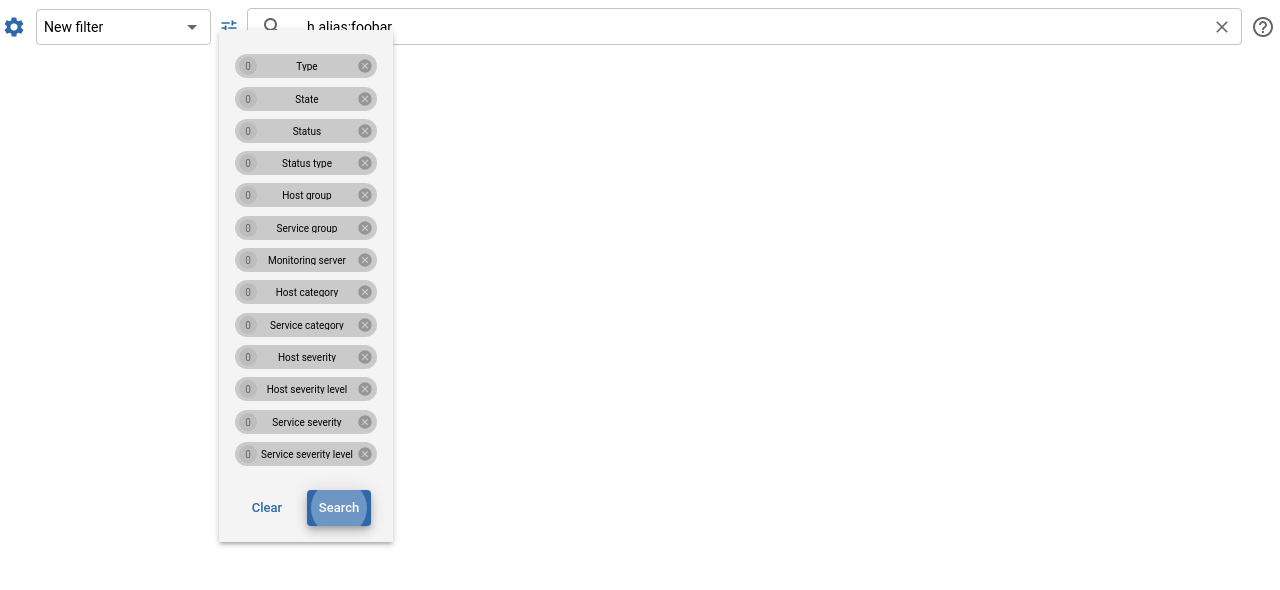 New filter
h.alias:foobar
0 Type
0 State
0 Status
0 Status type
0 Host group
0 Service group
0 Monitoring server
0 Host category
0 Service category
0 Host severity
0 Host severity level
0 Service severity
0 Service severity level
Clear Search